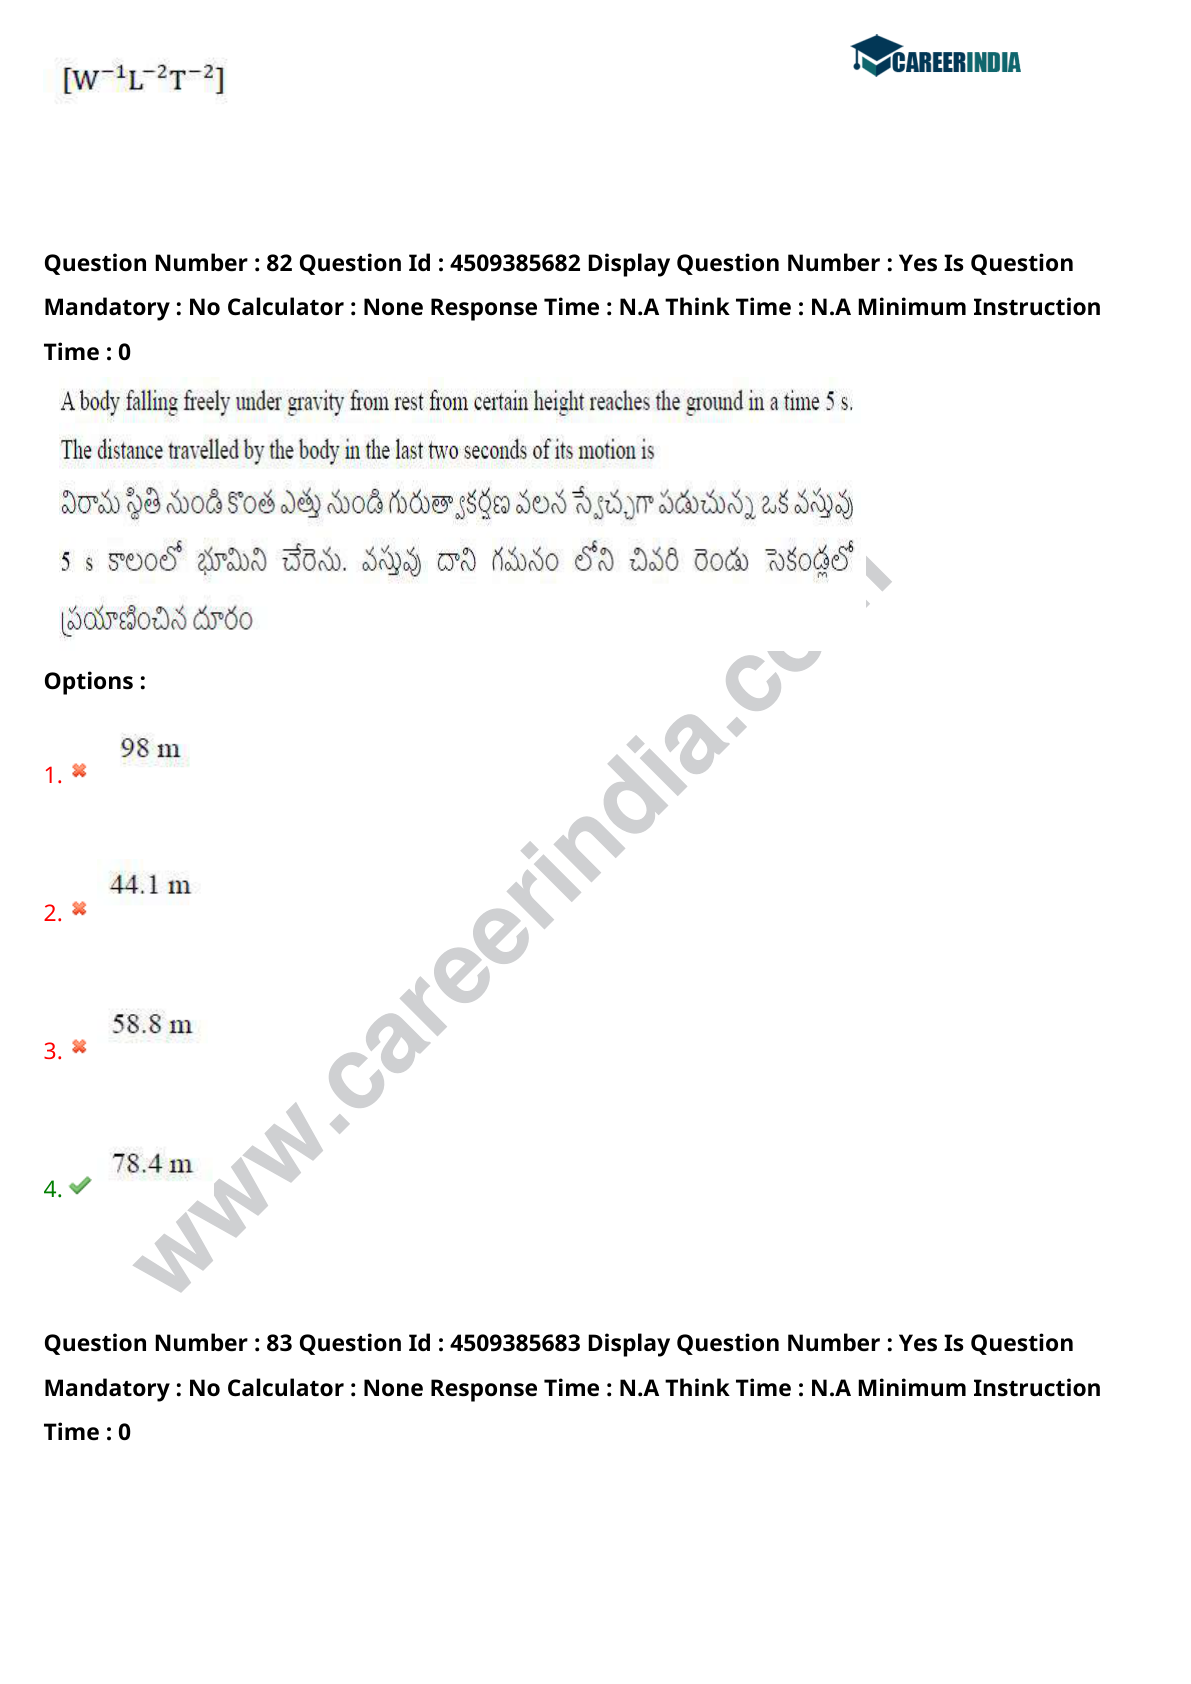 [W⁻¹L⁻²T⁻²]
CAREERINDIA
Question Number : 82 Question Id : 4509385682 Display Question Number : Yes Is Question
Mandatory : No Calculator : None Response Time : N.A Think Time : N.A Minimum Instruction
Time : 0
A body falling freely under gravity from rest from certain height reaches the ground in a time 5 s.
The distance travelled by the body in the last two seconds of its motion is
విరామ స్థితి నుండి కొంత ఎత్తు నుండి గురుత్వాకర్షణ వలన స్వేచ్ఛగా పడుచున్న ఒక వస్తువు
5 s కాలంలో భూమిని చేరెను. వస్తువు దాని గమనం లోని చివరి రెండు సెకండ్లలో
ప్రయాణించిన దూరం
Options :
1. 98 m
2. 44.1 m
3. 58.8 m
4. 78.4 m
www.careerindia.co
Question Number : 83 Question Id : 4509385683 Display Question Number : Yes Is Question
Mandatory : No Calculator : None Response Time : N.A Think Time : N.A Minimum Instruction
Time : 0